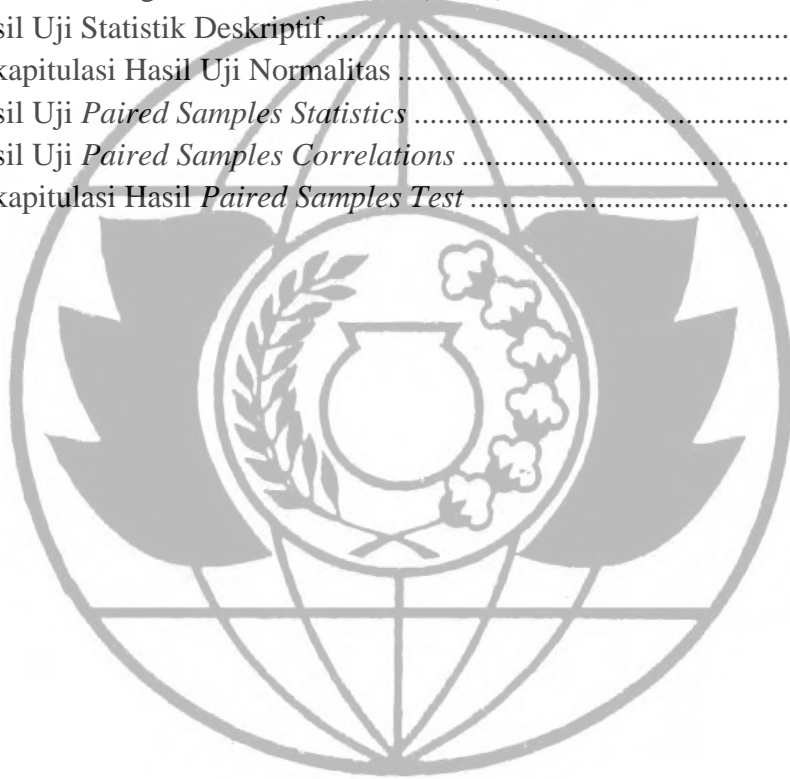 sil Uji Statistik Deskriptif............................................................
kapitulasi Hasil Uji Normalitas ...................................................
sil Uji Paired Samples Statistics .................................................
sil Uji Paired Samples Correlations ...........................................
kapitulasi Hasil Paired Samples Test ..........................................